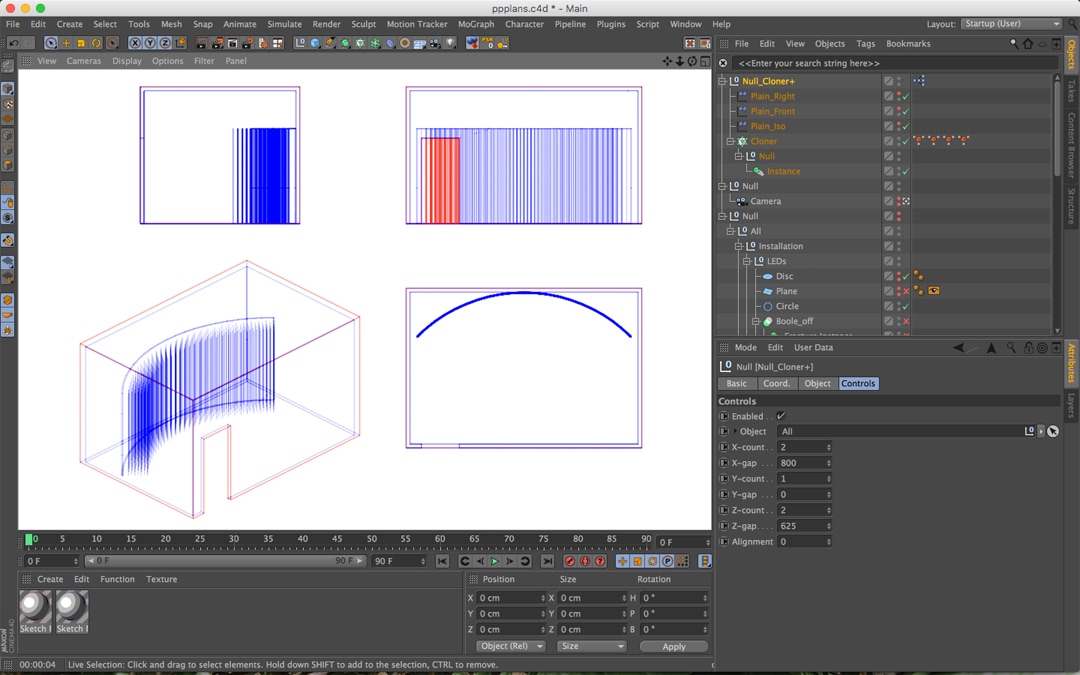 ppplans.c4d * - Main
File Edit Create Select Tools Mesh Snap Animate Simulate Render Sculpt Motion Tracker MoGraph Character Pipeline Plugins Script Window Help
Layout: Startup (User)
X Y Z
View Cameras Display Options Filter Panel
File Edit View Objects Tags Bookmarks
<<Enter your search string here>>
Null_Cloner+
Plain_Right
Plain_Front
Plain_Iso
Cloner
Null
Instance
Null
Camera
Null
All
Installation
LEDs
Disc
Plane
Circle
Boole_off
Objects
Takes
Content Browser
Structure
Mode Edit User Data
Null [Null_Cloner+]
Basic Coord. Object Controls
Controls
Enabled . .
Object All
X-count . 2
X-gap . . . 800
Y-count . 1
Y-gap . . . 0
Z-count . 2
Z-gap . . . 625
Alignment 0
Attributes
Layers
0 5 10 15 20 25 30 35 40 45 50 55 60 65 70 75 80 85 90 0 F
0 F 0 F 90 F 90 F
Create Edit Function Texture
Sketch Sketch
Position Size Rotation
X 0 cm X 0 cm H 0 °
Y 0 cm Y 0 cm P 0 °
Z 0 cm Z 0 cm B 0 °
Object (Rel) Size Apply
MAXON CINEMA 4D
00:00:04 Live Selection: Click and drag to select elements. Hold down SHIFT to add to the selection, CTRL to remove.